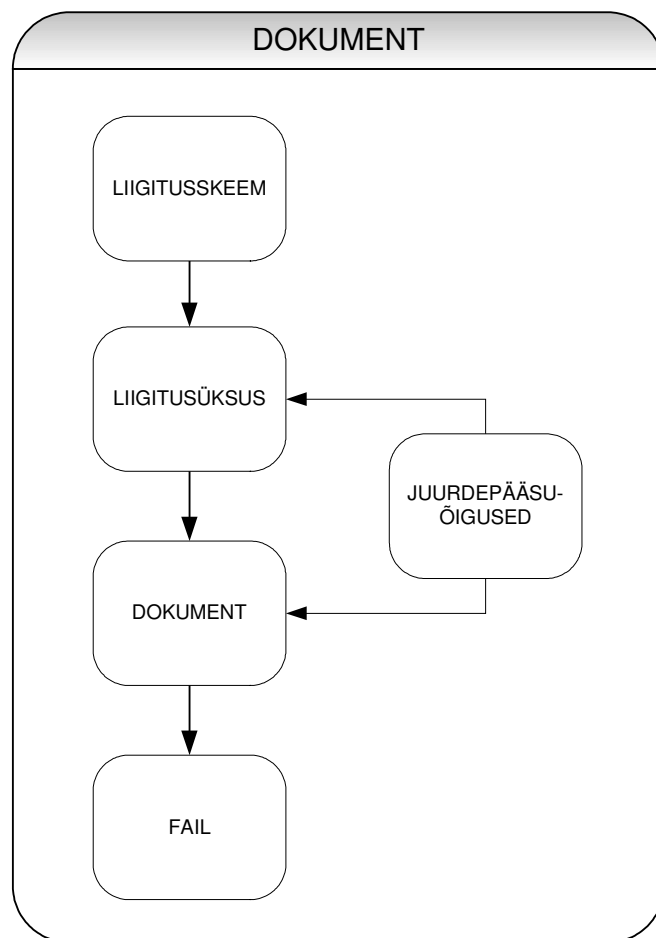 DOKUMENT
LIIGITUSSKEEM
LIIGITUSÜKSUS
JUURDEPÄÄSU-
ÕIGUSED
DOKUMENT
FAIL